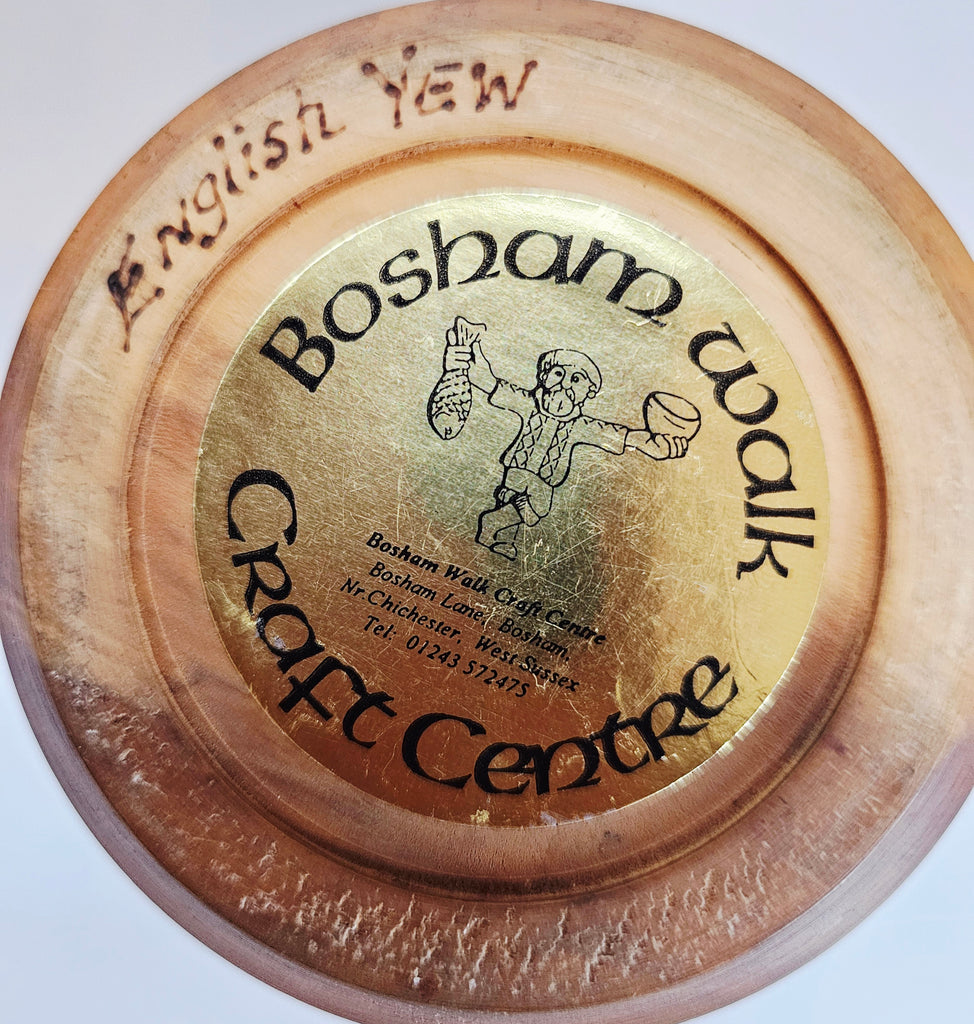 English YEW
Bosham Walk
Craft Centre
Bosham Walk Craft Centre
Bosham Lane, Bosham,
Nr Chichester, West Sussex
Tel: 01243 572475